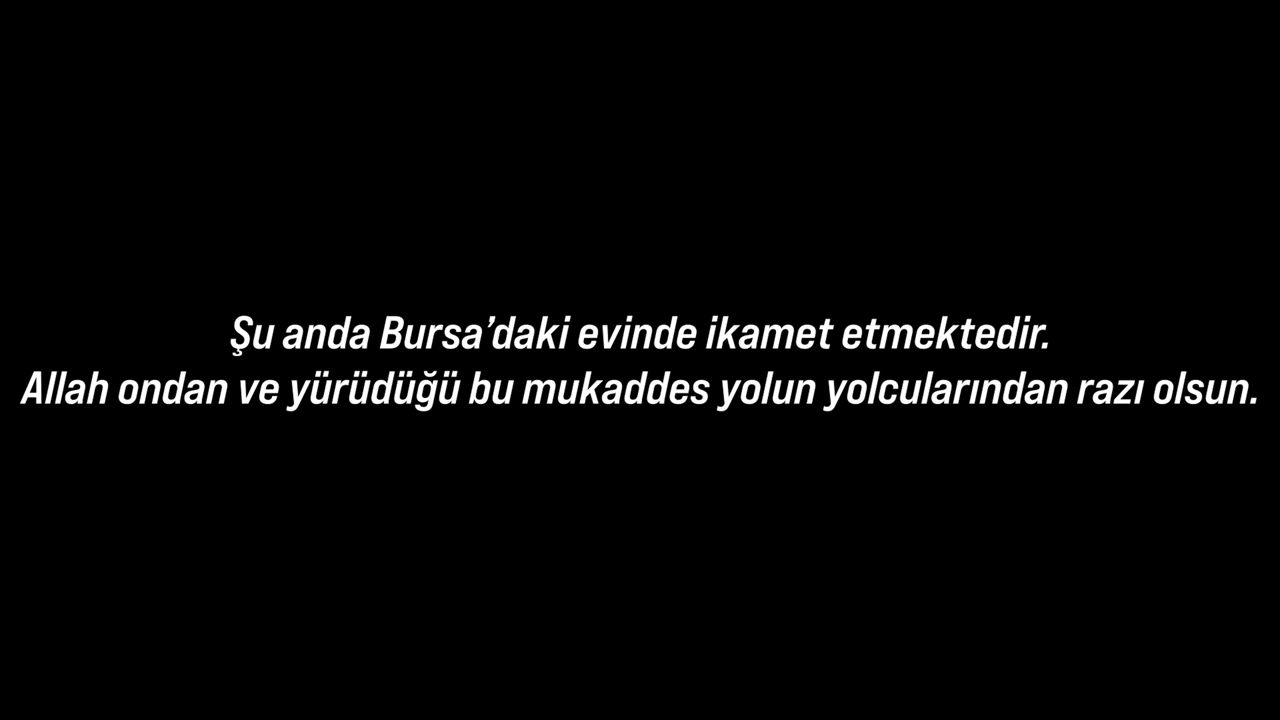 Şu anda Bursa’daki evinde ikamet etmektedir.
Allah ondan ve yürüdüğü bu mukaddes yolun yolcularından razı olsun.